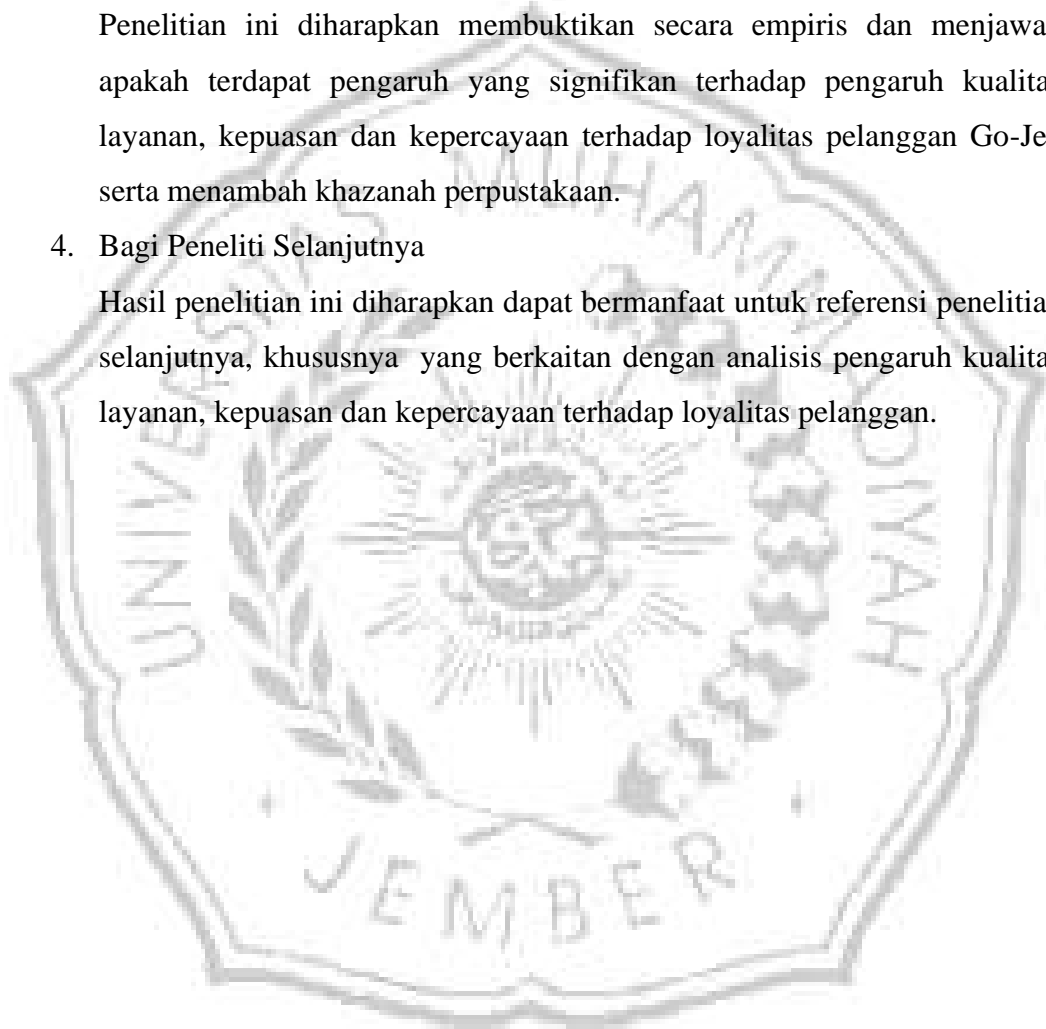 Penelitian ini diharapkan membuktikan secara empiris dan menjawa
apakah terdapat pengaruh yang signifikan terhadap pengaruh kualita
layanan, kepuasan dan kepercayaan terhadap loyalitas pelanggan Go-Je
serta menambah khazanah perpustakaan.
4. Bagi Peneliti Selanjutnya
Hasil penelitian ini diharapkan dapat bermanfaat untuk referensi penelitia
selanjutnya, khususnya yang berkaitan dengan analisis pengaruh kualita
layanan, kepuasan dan kepercayaan terhadap loyalitas pelanggan.
UNIVERSITAS MUHAMMADIYAH
JEMBER